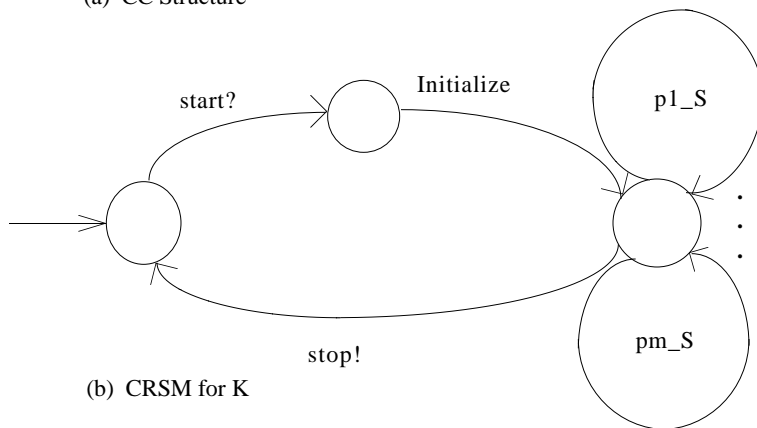 (a) CC Structure
Initialize
start?
p1_S
.
.
.
pm_S
stop!
(b) CRSM for K